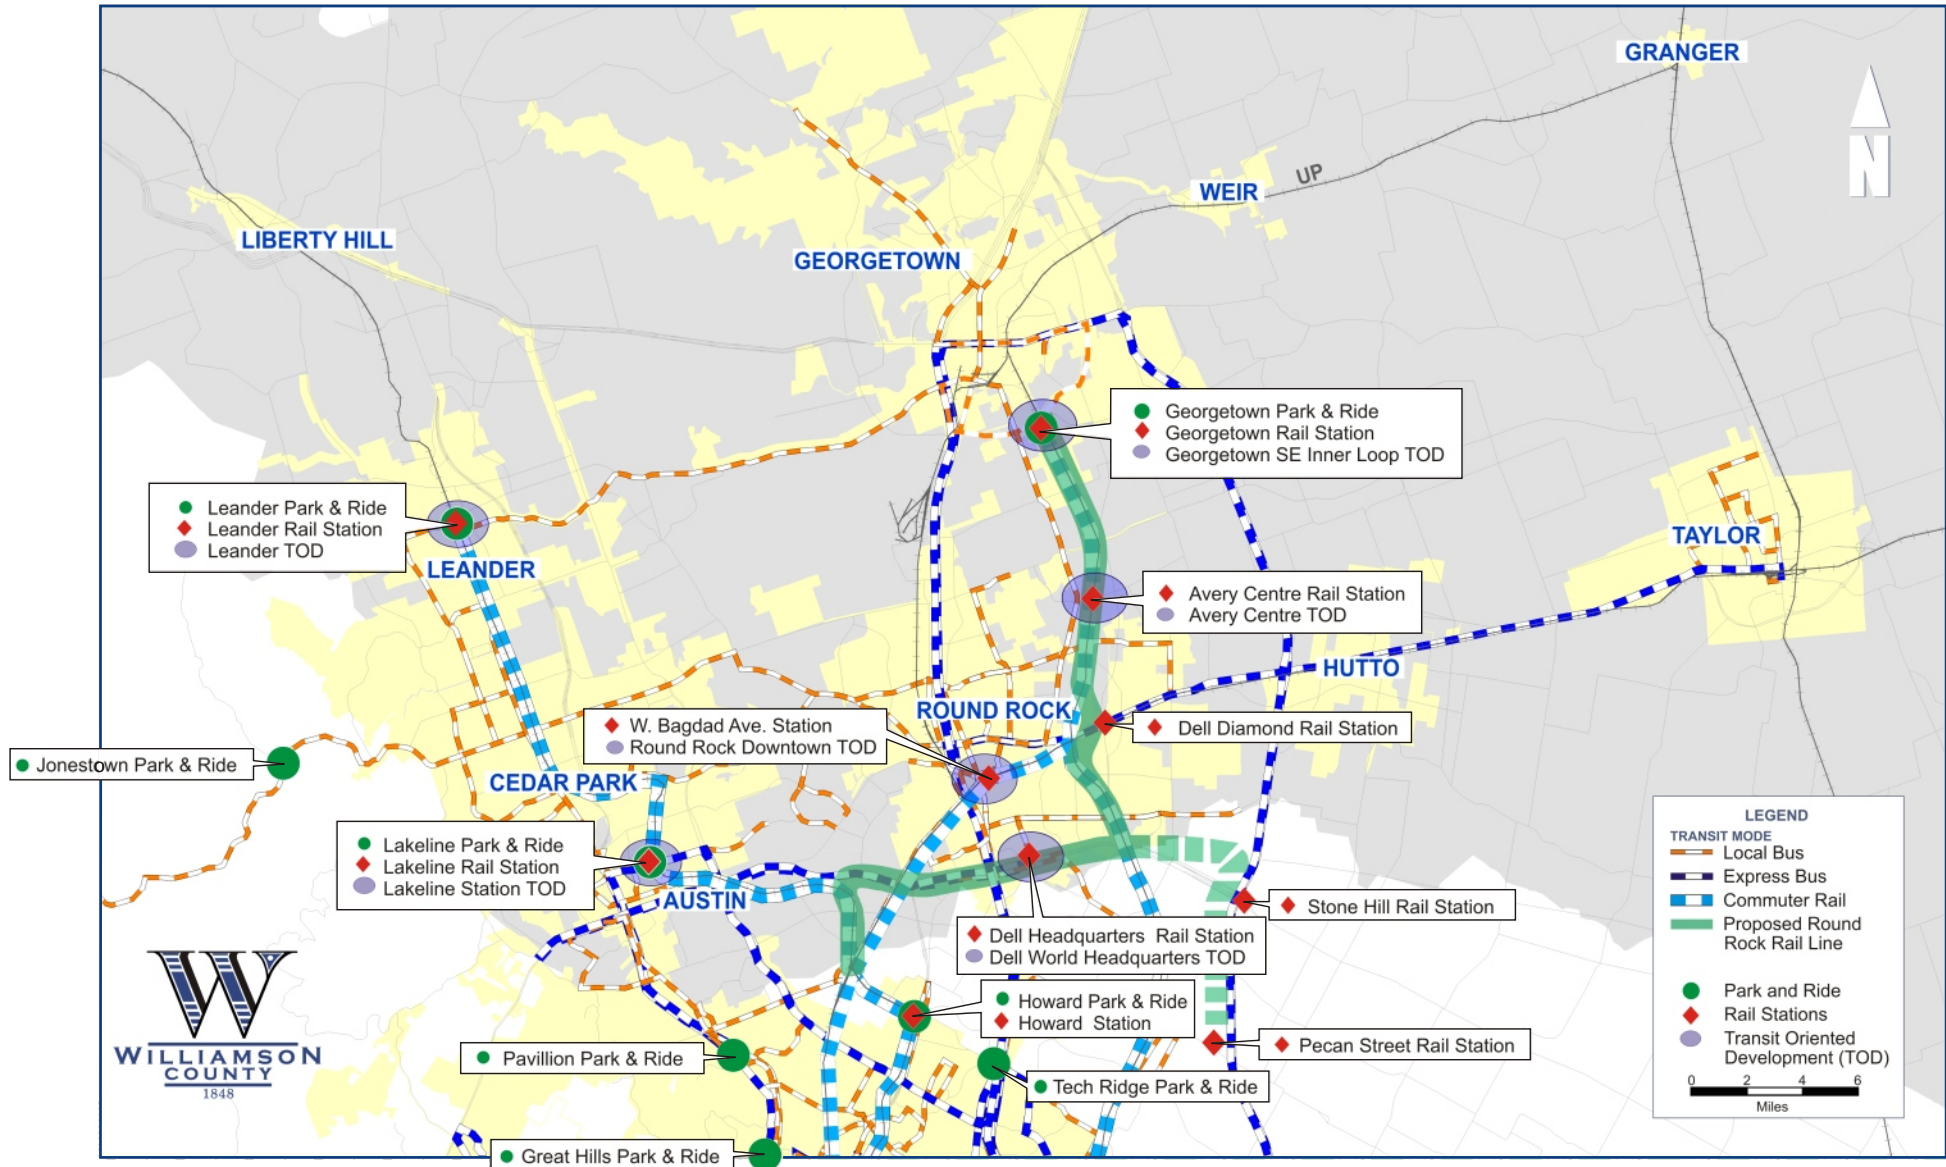 GRANGER
UP
WEIR
N
LIBERTY HILL
GEORGETOWN
Georgetown Park & Ride
Georgetown Rail Station
Georgetown SE Inner Loop TOD
Leander Park & Ride
Leander Rail Station
Leander TOD
TAYLOR
LEANDER
Avery Centre Rail Station
Avery Centre TOD
HUTTO
ROUND ROCK
W. Bagdad Ave. Station
Round Rock Downtown TOD
Dell Diamond Rail Station
Jonestown Park & Ride
CEDAR PARK
Lakeline Park & Ride
Lakeline Rail Station
Lakeline Station TOD
AUSTIN
Stone Hill Rail Station
Dell Headquarters Rail Station
Dell World Headquarters TOD
Howard Park & Ride
Howard Station
Pavillion Park & Ride
Pecan Street Rail Station
Tech Ridge Park & Ride
Great Hills Park & Ride
W
WILLIAMSON
COUNTY
1848
LEGEND
TRANSIT MODE
Local Bus
Express Bus
Commuter Rail
Proposed Round
Rock Rail Line
Park and Ride
Rail Stations
Transit Oriented
Development (TOD)
0 2 4 6
Miles